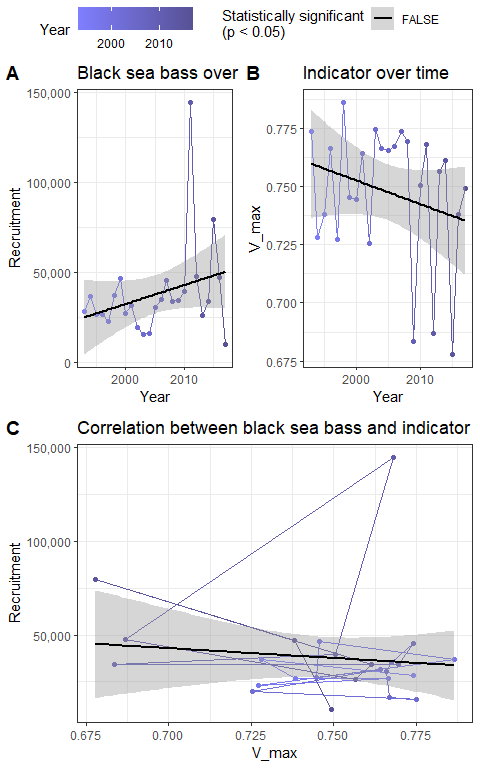 Year
2000 2010
Statistically significant
(p < 0.05)
FALSE
A
Black sea bass over
150,000
100,000
50,000
0
Recruitment
2000 2010
Year
B
Indicator over time
0.775
0.750
0.725
0.700
0.675
V_max
2000 2010
Year
C
Correlation between black sea bass and indicator
150,000
100,000
50,000
Recruitment
0.675 0.700 0.725 0.750 0.775
V_max